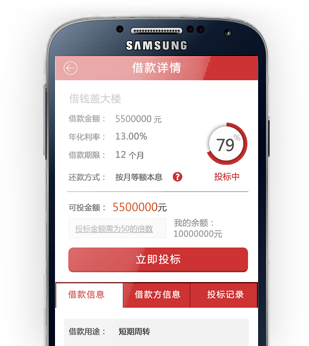 SAMSUNG
借款详情
借钱盖大楼
借款金额： 5500000 元
年化利率： 13.00%
借款期限： 12 个月
79%
投标中
还款方式： 按月等额本息 ?
可投金额： 5500000元
投标金额需为50的倍数
我的余额：
10000000元
立即投标
借款信息 借款方信息 投标记录
借款用途： 短期周转